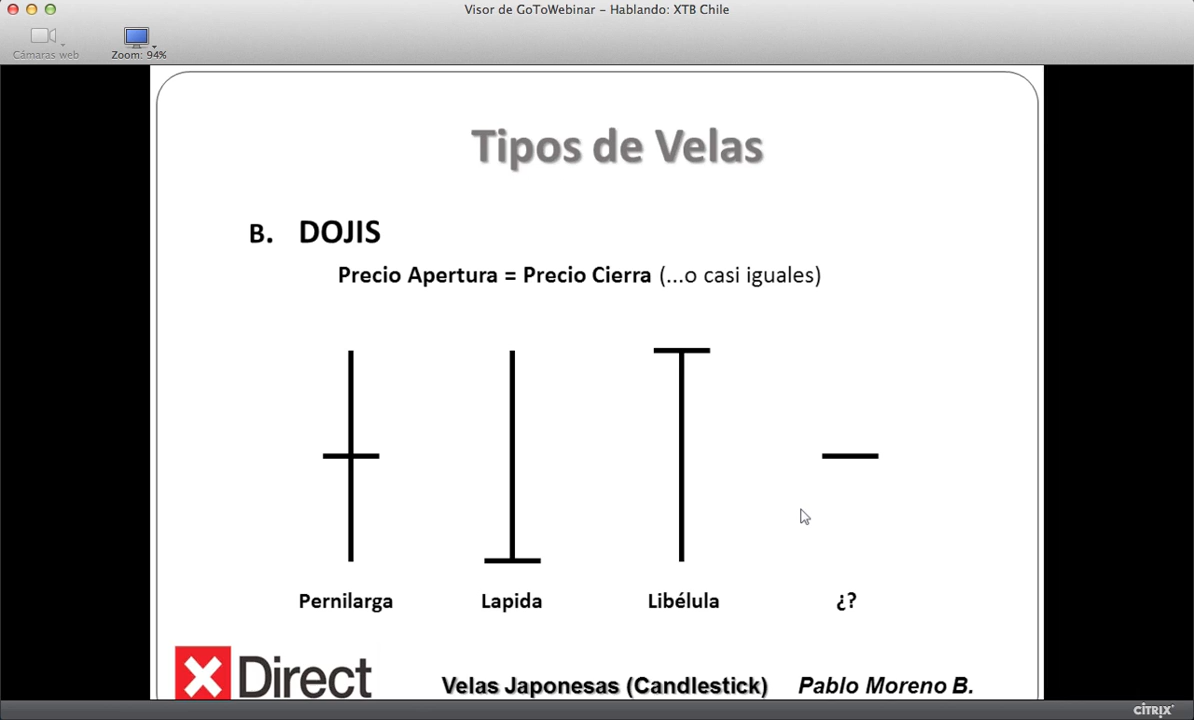 Visor de GoToWebinar – Hablando: XTB Chile
Cámaras web
Zoom: 94%
Tipos de Velas
B. DOJIS
Precio Apertura = Precio Cierra (...o casi iguales)
Pernilarga Lapida Libélula ¿?
X Direct
Velas Japonesas (Candlestick) Pablo Moreno B.
CITRIX